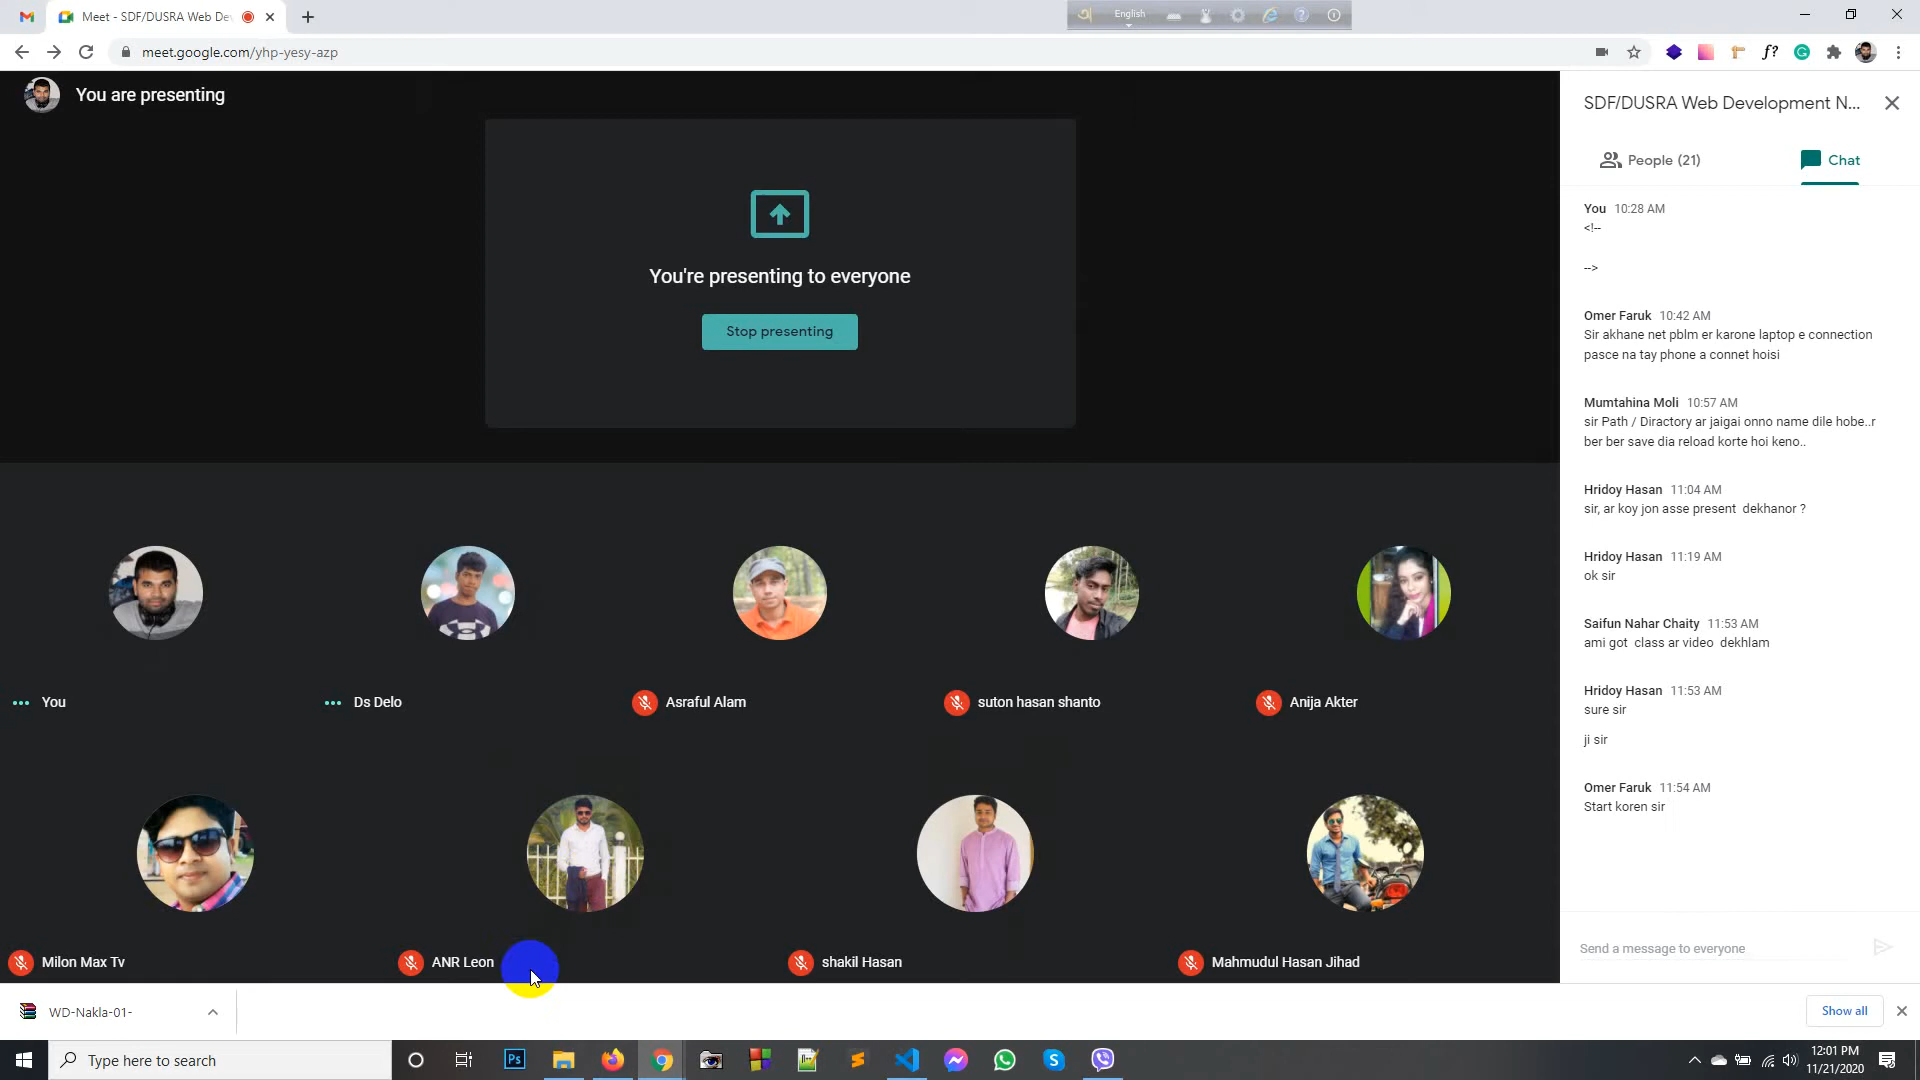 Meet - SDF/DUSRA Web De
English
meet.google.com/yhp-yesy-azp
f?
You are presenting
You're presenting to everyone
Stop presenting
You
Ds Delo
Asraful Alam
suton hasan shanto
Anija Akter
Milon Max Tv
ANR Leon
shakil Hasan
Mahmudul Hasan Jihad
SDF/DUSRA Web Development N...
People (21)
Chat
You 10:28 AM
<!--
-->
Omer Faruk 10:42 AM
Sir akhane net pblm er karone laptop e connection
pasce na tay phone a connet hoisi
Mumtahina Moli 10:57 AM
sir Path / Diractory ar jaigai onno name dile hobe..r
ber ber save dia reload korte hoi keno..
Hridoy Hasan 11:04 AM
sir, ar koy jon asse present dekhanor ?
Hridoy Hasan 11:19 AM
ok sir
Saifun Nahar Chaity 11:53 AM
ami got class ar video dekhlam
Hridoy Hasan 11:53 AM
sure sir
ji sir
Omer Faruk 11:54 AM
Start koren sir
Send a message to everyone
WD-Nakla-01-
Show all
Type here to search
Ps
12:01 PM
11/21/2020